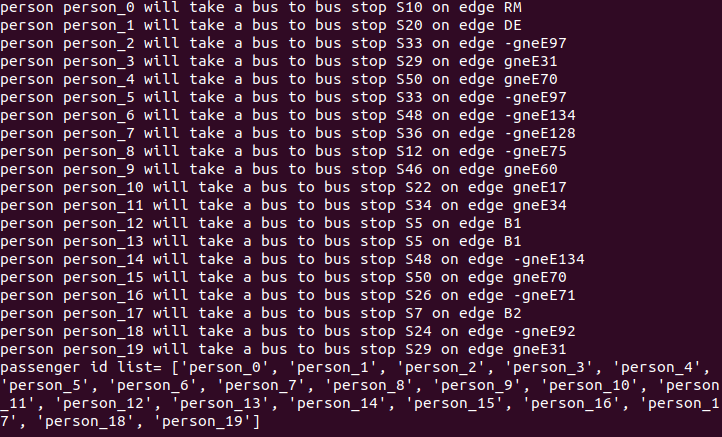 person person_0 will take a bus to bus stop S10 on edge RM
person person_1 will take a bus to bus stop S20 on edge DE
person person_2 will take a bus to bus stop S33 on edge -gneE97
person person_3 will take a bus to bus stop S29 on edge gneE31
person person_4 will take a bus to bus stop S50 on edge gneE70
person person_5 will take a bus to bus stop S33 on edge -gneE97
person person_6 will take a bus to bus stop S48 on edge -gneE134
person person_7 will take a bus to bus stop S36 on edge -gneE128
person person_8 will take a bus to bus stop S12 on edge -gneE75
person person_9 will take a bus to bus stop S46 on edge gneE60
person person_10 will take a bus to bus stop S22 on edge gneE17
person person_11 will take a bus to bus stop S34 on edge gneE34
person person_12 will take a bus to bus stop S5 on edge B1
person person_13 will take a bus to bus stop S5 on edge B1
person person_14 will take a bus to bus stop S48 on edge -gneE134
person person_15 will take a bus to bus stop S50 on edge gneE70
person person_16 will take a bus to bus stop S26 on edge -gneE71
person person_17 will take a bus to bus stop S7 on edge B2
person person_18 will take a bus to bus stop S24 on edge -gneE92
person person_19 will take a bus to bus stop S29 on edge gneE31
passenger id list= ['person_0', 'person_1', 'person_2', 'person_3', 'person_4',
'person_5', 'person_6', 'person_7', 'person_8', 'person_9', 'person_10', 'person
_11', 'person_12', 'person_13', 'person_14', 'person_15', 'person_16', 'person_1
7', 'person_18', 'person_19']